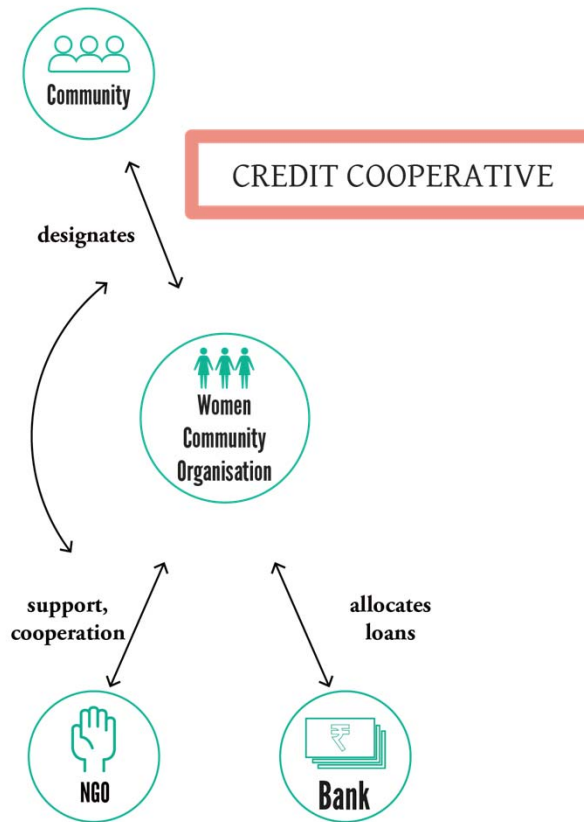 Community
CREDIT COOPERATIVE
designates
Women
Community
Organisation
support,
cooperation
allocates
loans
NGO
₹
Bank